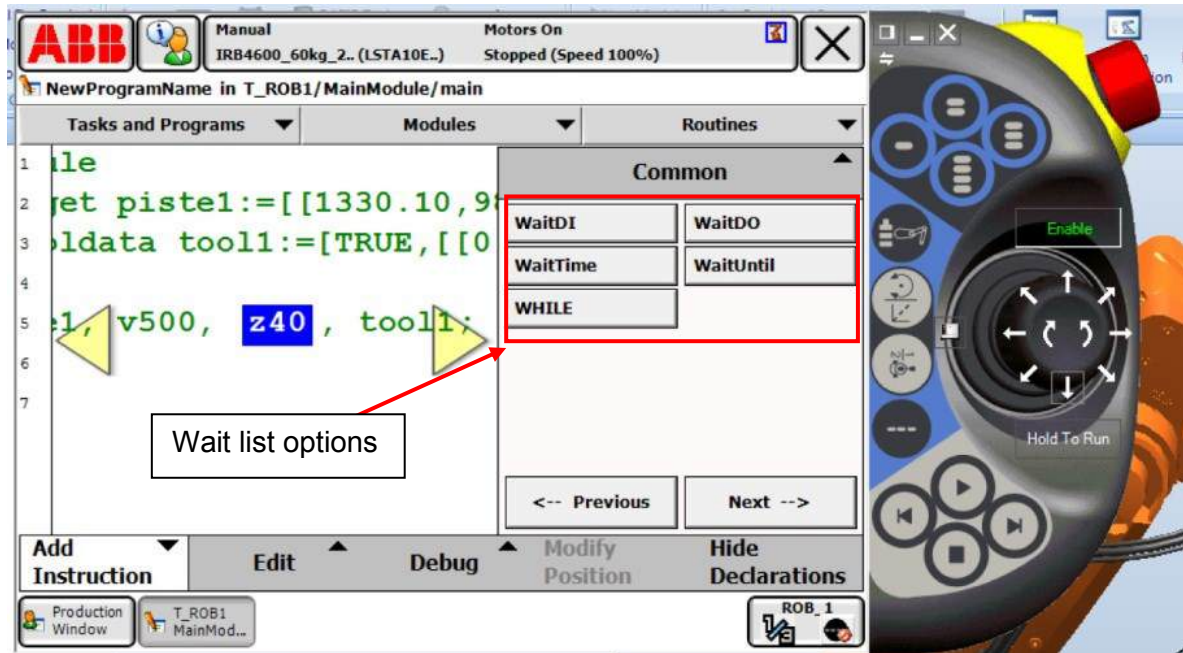 ABB
Manual
Motors On
IRB4600_60kg_2.. (LSTA10E..)
Stopped (Speed 100%)
NewProgramName in T_ROB1/MainModule/main
Tasks and Programs
Modules
Routines
1 ule
2 get piste1:=[[1330.10,98
3 oldata tool1:=[TRUE,[[0
4
5 e1, v500, z40 , tool1;
6
7
Common
WaitDI
WaitDO
WaitTime
WaitUntil
WHILE
Wait list options
<-- Previous
Next -->
Add Instruction
Edit
Debug
Modify Position
Hide Declarations
Production Window
T_ROB1 MainMod...
ROB_1
1/3
Enable
Hold To Run
ion